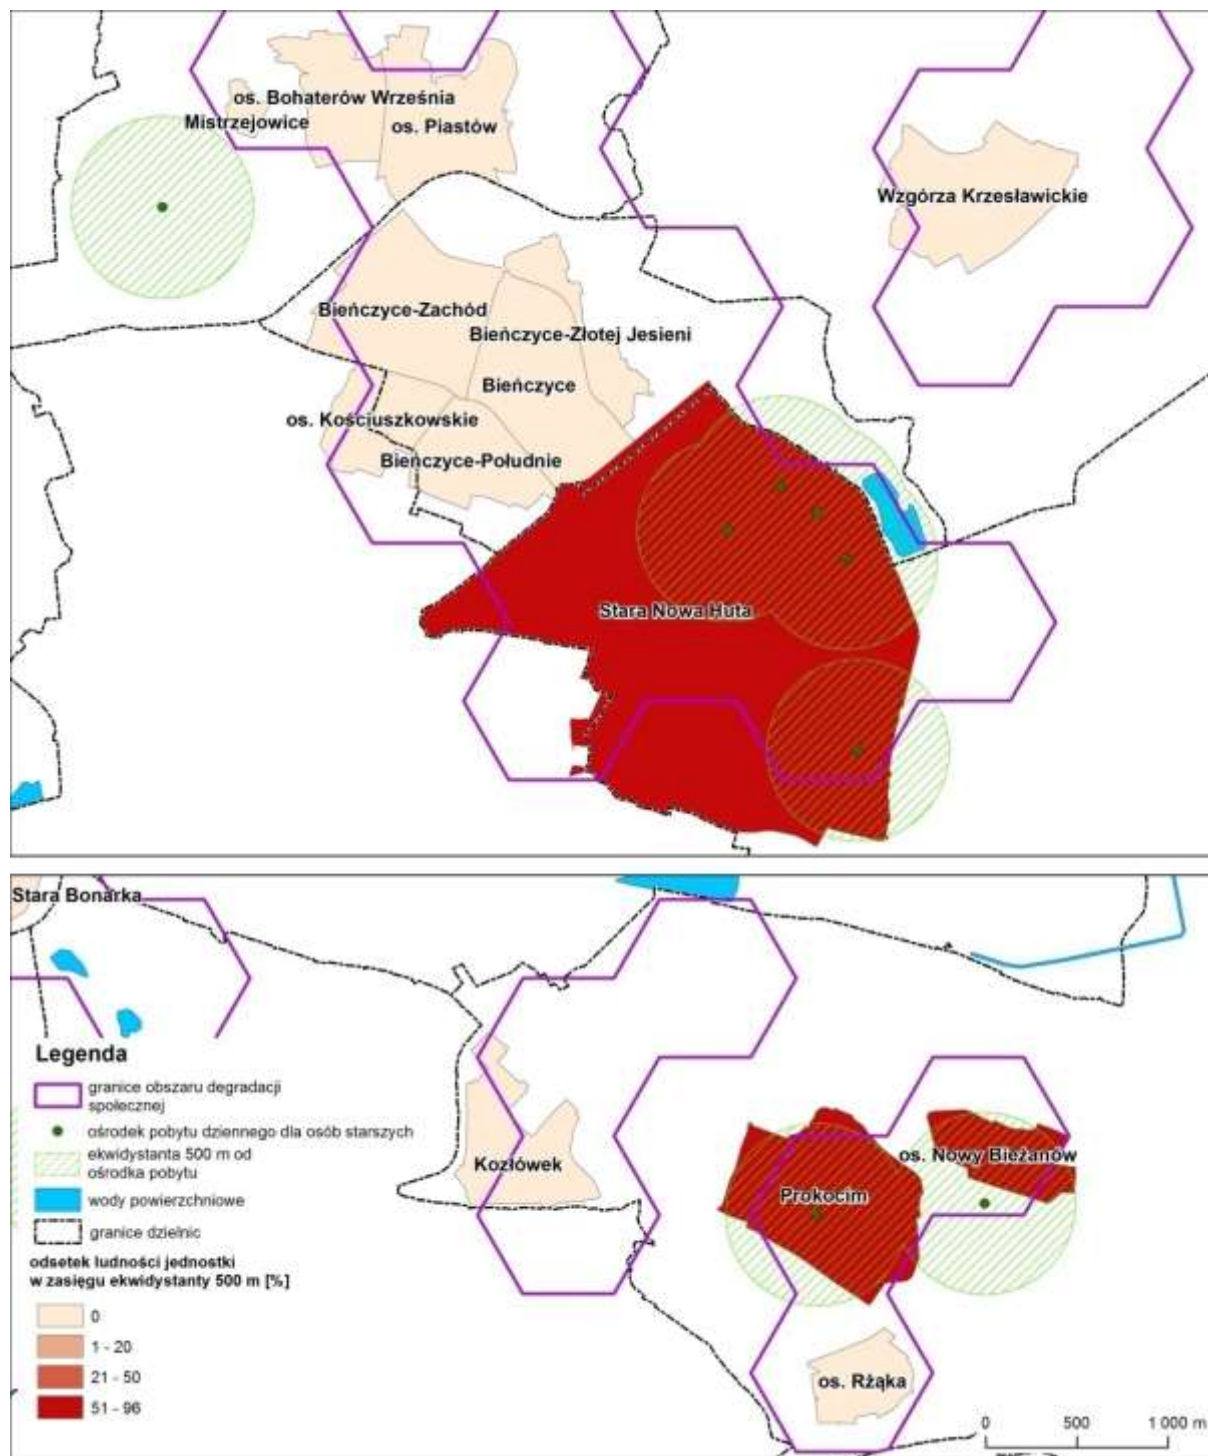 os. Bohaterów Września
Mistrzejowice
os. Piastów
Wzgórza Krzesławickie
Bieńczyce-Zachód
Bieńczyce-Złotej Jesieni
Bieńczyce
os. Kościuszkowskie
Bieńczyce-Południe
Stara Nowa Huta
Stara Bonarka
Kozłówek
os. Nowy Bieżanów
Prokocim
os. Rżąka
Legenda
granice obszaru degradacji
społecznej
ośrodek pobytu dziennego dla osób starszych
ekwidystanta 500 m od
ośrodka pobytu
wody powierzchniowe
granice dzielnic
odsetek ludności jednostki
w zasięgu ekwidystanty 500 m [%]
0
1 - 20
21 - 50
51 - 96
0 500 1 000 m